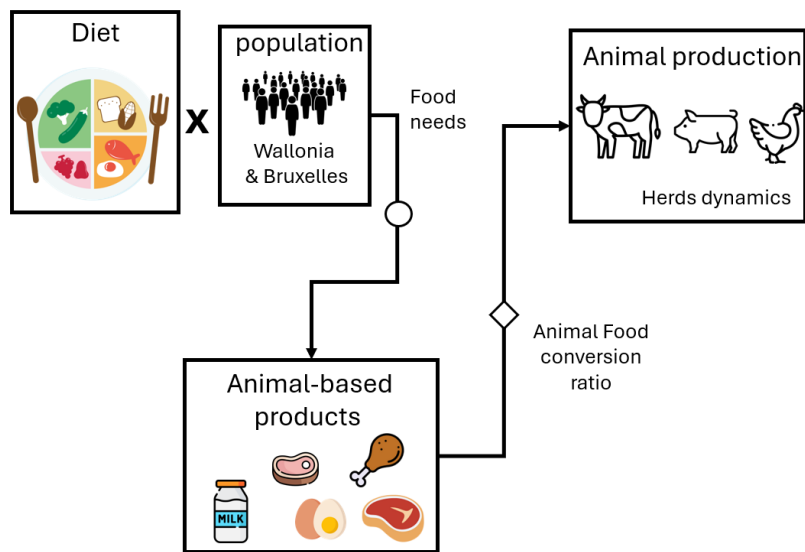 Diet
X
population
Wallonia
& Bruxelles
Food
needs
Animal production
Herds dynamics
Animal Food
conversion
ratio
Animal-based
products
MILK